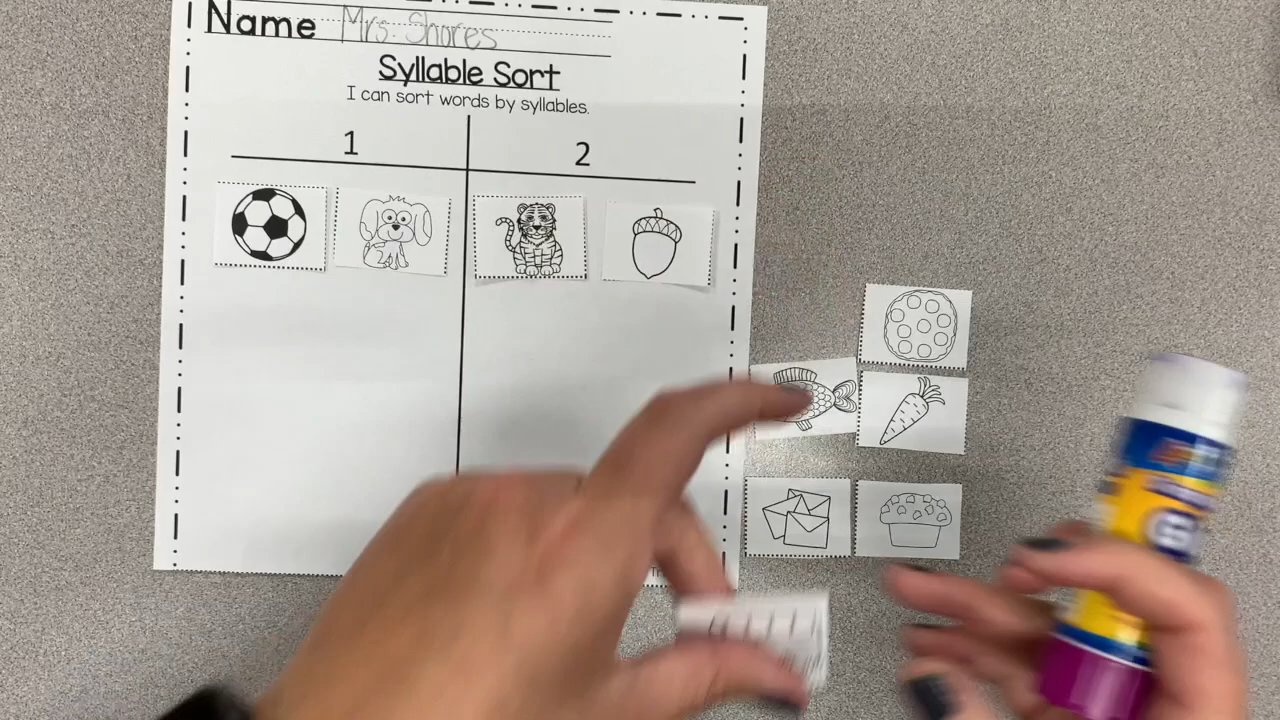 Name Mrs. Shores
Syllable Sort
I can sort words by syllables.
1
2